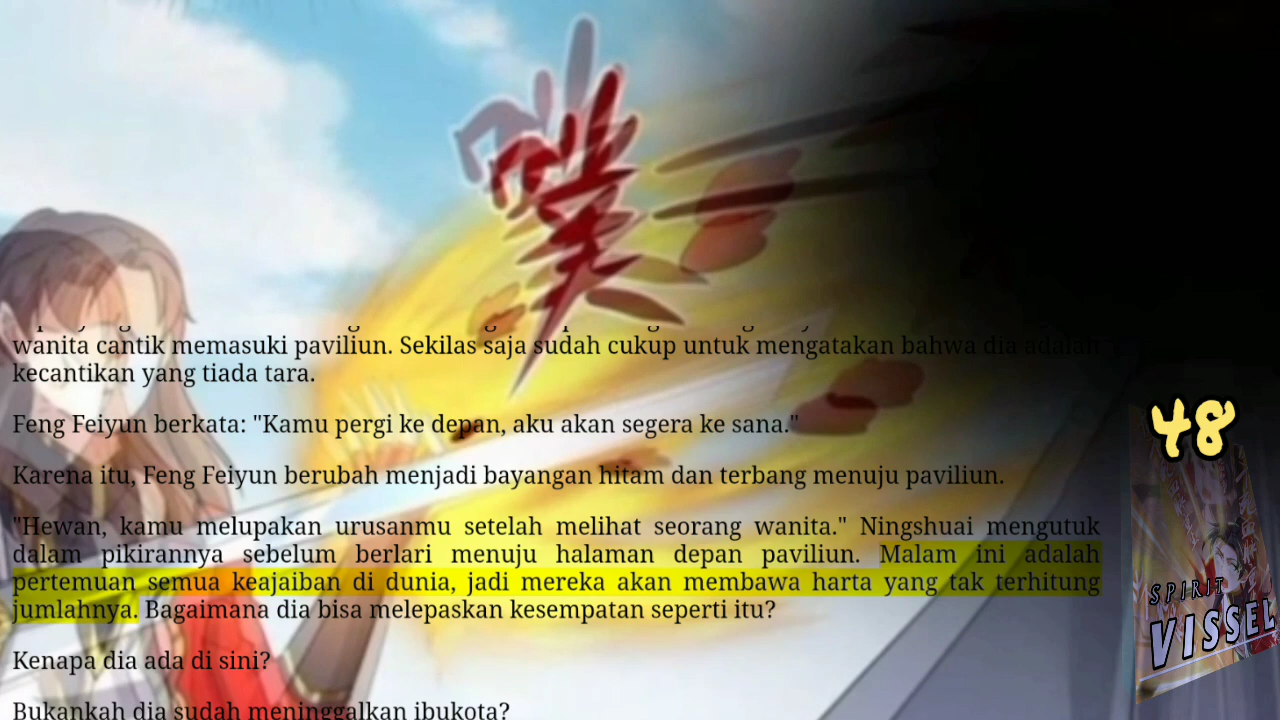 wanita cantik memasuki paviliun. Sekilas saja sudah cukup untuk mengatakan bahwa dia adalah
kecantikan yang tiada tara.
Feng Feiyun berkata: "Kamu pergi ke depan, aku akan segera ke sana."
Karena itu, Feng Feiyun berubah menjadi bayangan hitam dan terbang menuju paviliun.
"Hewan, kamu melupakan urusanmu setelah melihat seorang wanita." Ningshuai mengutuk
dalam pikirannya sebelum berlari menuju halaman depan paviliun. Malam ini adalah
pertemuan semua keajaiban di dunia, jadi mereka akan membawa harta yang tak terhitung
jumlahnya. Bagaimana dia bisa melepaskan kesempatan seperti itu?
Kenapa dia ada di sini?
Bukankah dia sudah meninggalkan ibukota?
48
SPIRIT
VISSEL